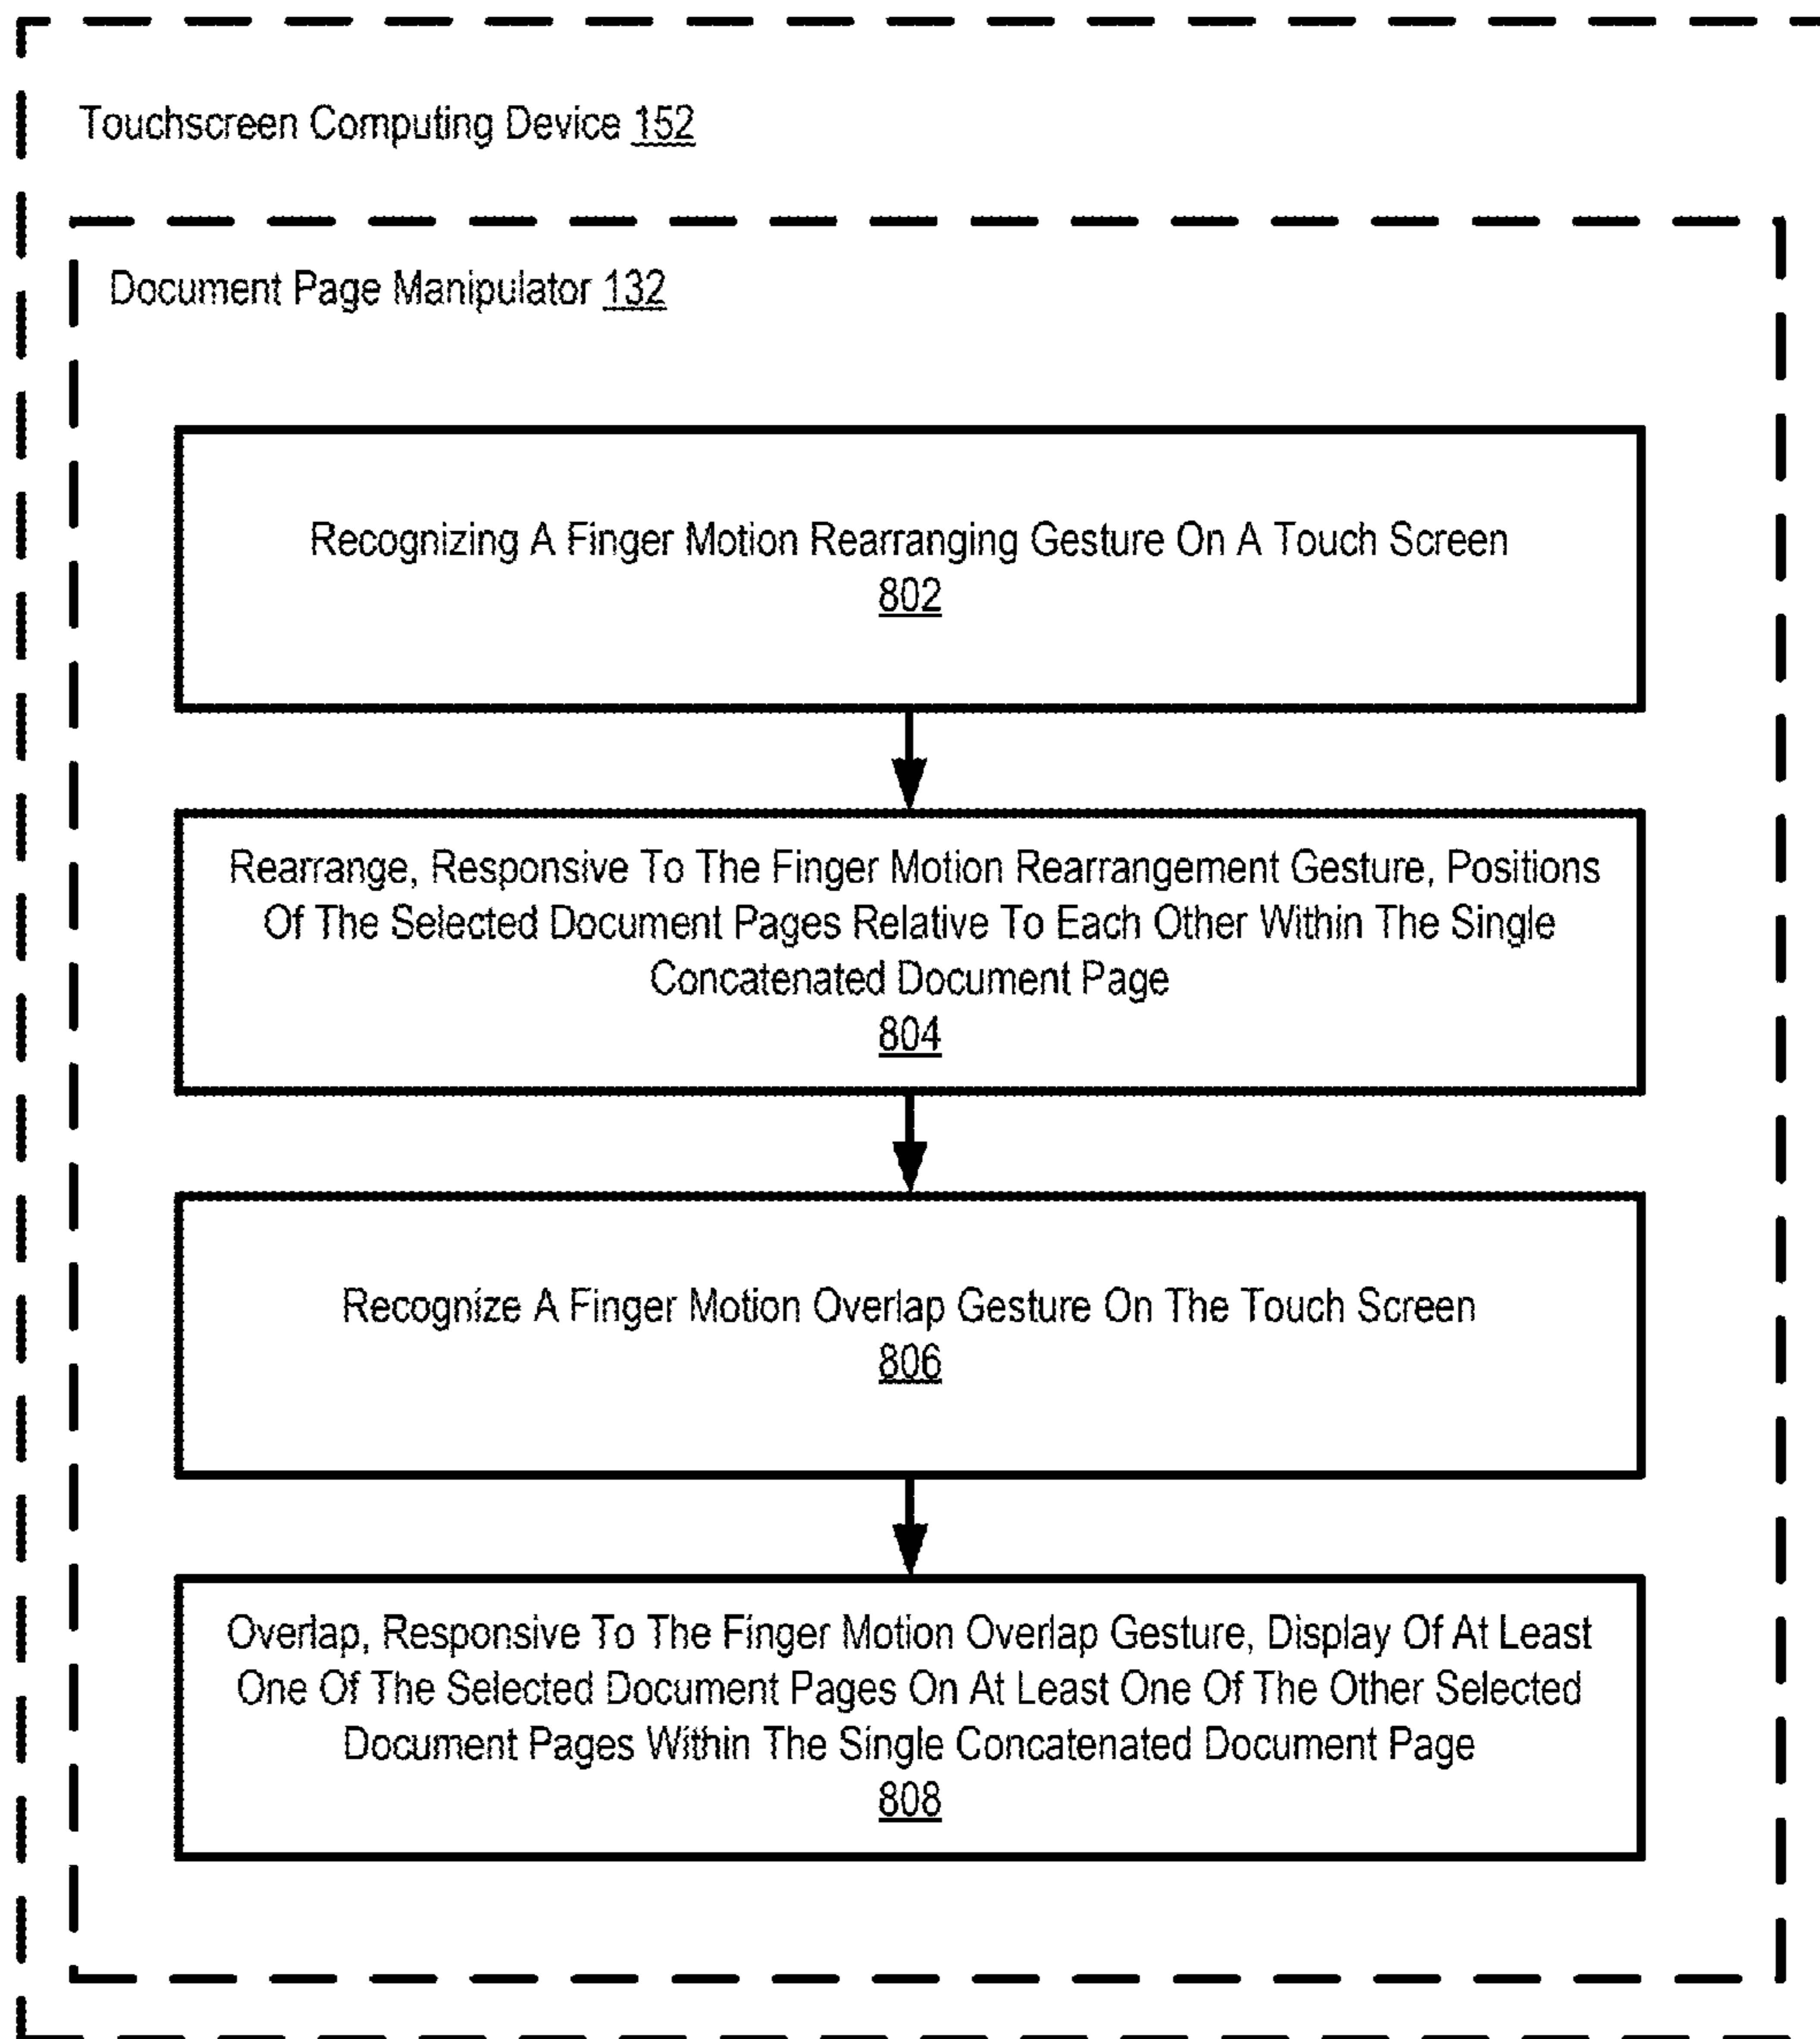 Touchscreen Computing Device 152
Document Page Manipulator 132
Recognizing A Finger Motion Rearranging Gesture On A Touch Screen
802
Rearrange, Responsive To The Finger Motion Rearrangement Gesture, Positions
Of The Selected Document Pages Relative To Each Other Within The Single
Concatenated Document Page
804
Recognize A Finger Motion Overlap Gesture On The Touch Screen
806
Overlap, Responsive To The Finger Motion Overlap Gesture, Display Of At Least
One Of The Selected Document Pages On At Least One Of The Other Selected
Document Pages Within The Single Concatenated Document Page
808